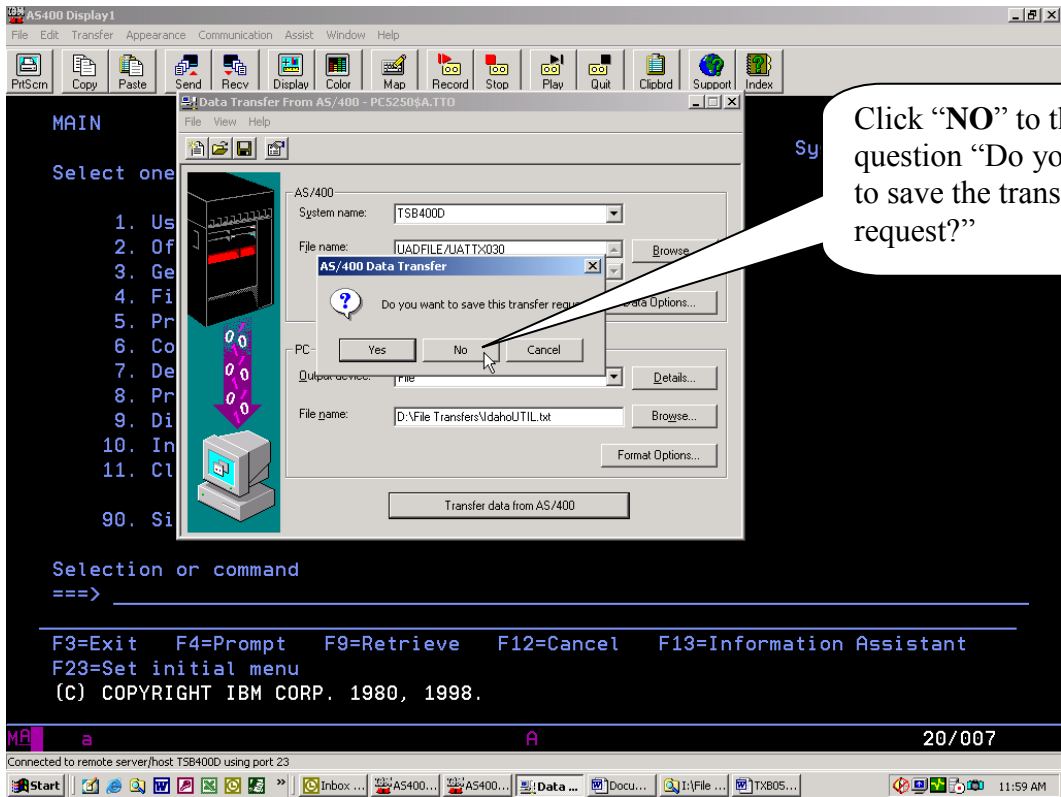 AS400 Display1
File Edit Transfer Appearance Communication Assist Window Help
PrtScrn Copy Paste Send Recv Display Color Map Record Stop Play Quit Clipbrd Support Index
MAIN
Select one
1. Us
2. Of
3. Ge
4. Fi
5. Pr
6. Co
7. De
8. Pr
9. Di
10. In
11. Cl
90. Si
Sy
Data Transfer From AS/400 - PC5250$A.TTO
File View Help
AS/400
System name: TSB400D
File name: UADFILE/UATTX030 Browse
Data Options...
AS/400 Data Transfer
Do you want to save this transfer reque
Yes No Cancel
PC
Output device: File Details...
File name: D:\File Transfers\IdahoUTIL.txt Browse...
Format Options...
Transfer data from AS/400
Click “NO” to th
question “Do yo
to save the trans
request?”
Selection or command
===>
F3=Exit F4=Prompt F9=Retrieve F12=Cancel F13=Information Assistant
F23=Set initial menu
(C) COPYRIGHT IBM CORP. 1980, 1998.
MA a A 20/007
Connected to remote server/host TSB400D using port 23
Start » Inbox ... AS400... AS400... Data ... Docu... I:\File ... TXB05... 11:59 AM